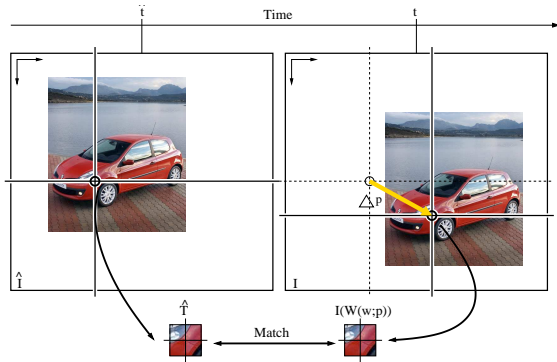 Time
t̂ t
△p
Î I
T̂ I(W(w;p))
Match